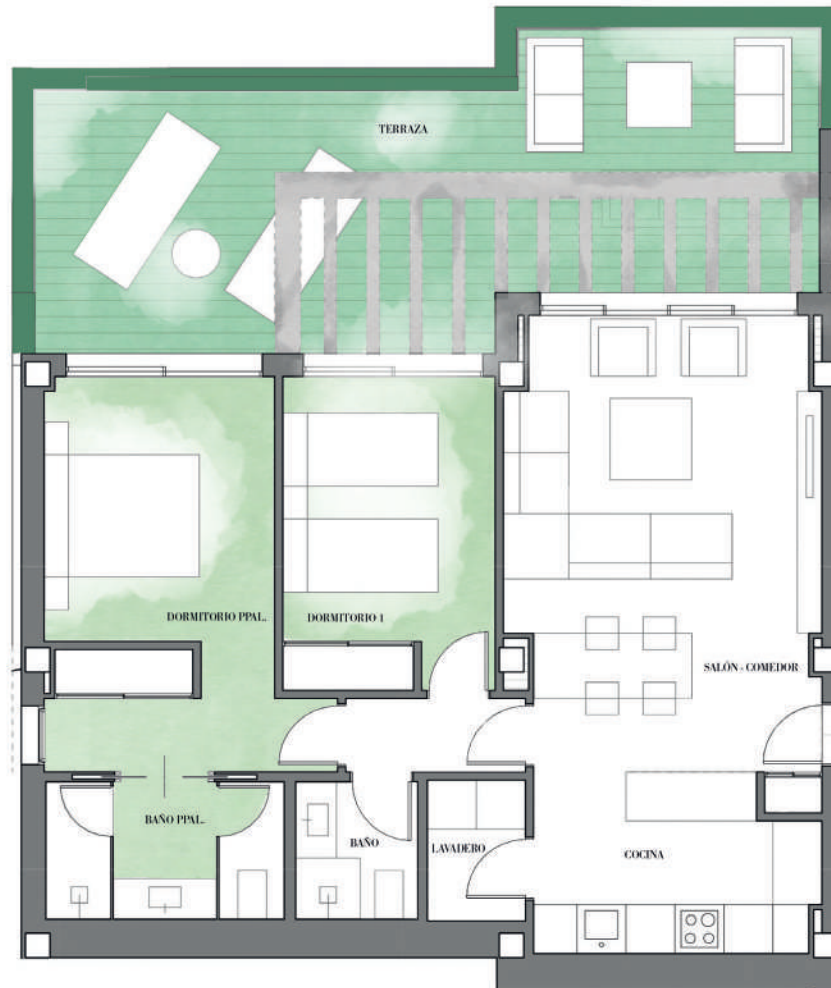 TERRAZA
DORMITORIO PPAL.
DORMITORIO 1
SALÓN - COMEDOR
BAÑO PPAL.
BAÑO
LAVADERO
COCINA